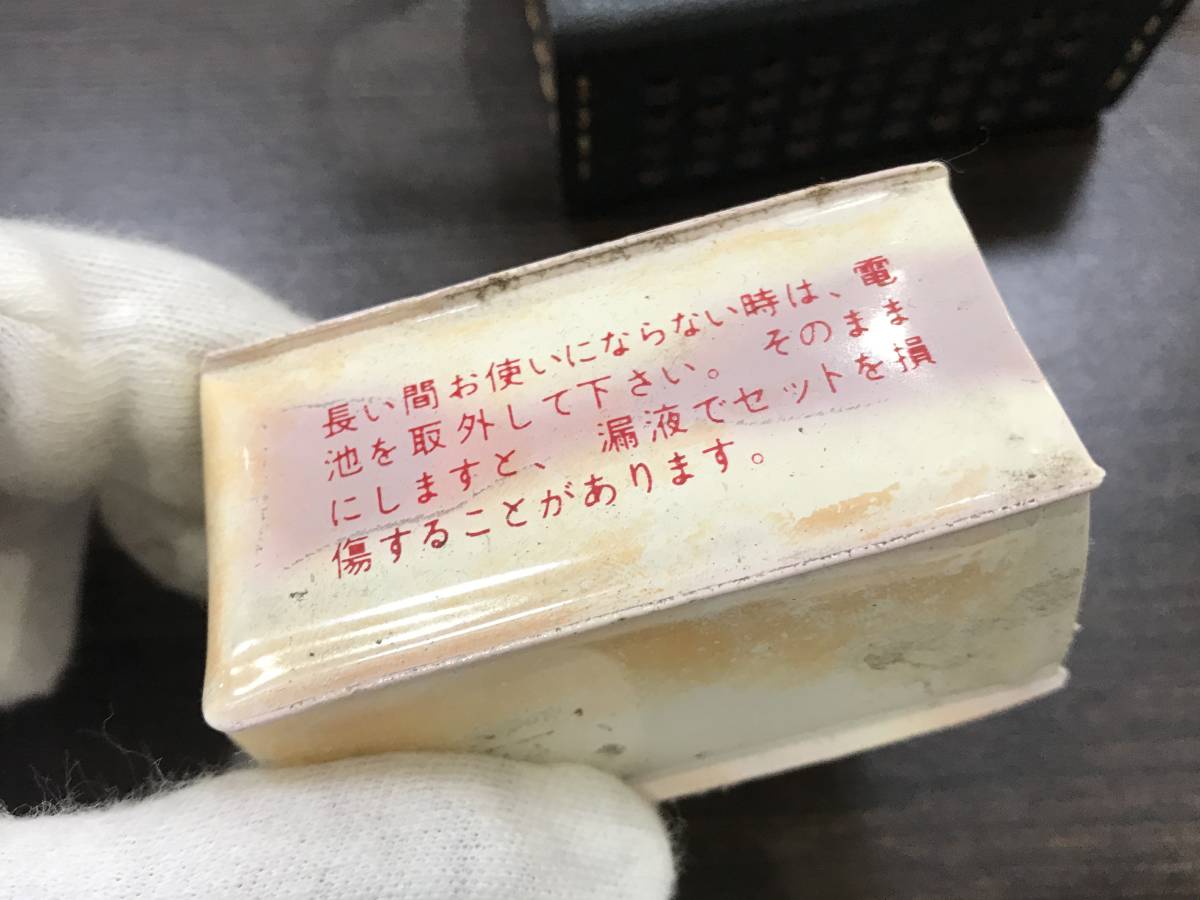 長い間お使いにならない時は、電
池を取外して下さい。 そのまま
にしますと、 漏液でセットを損
傷することがあります。